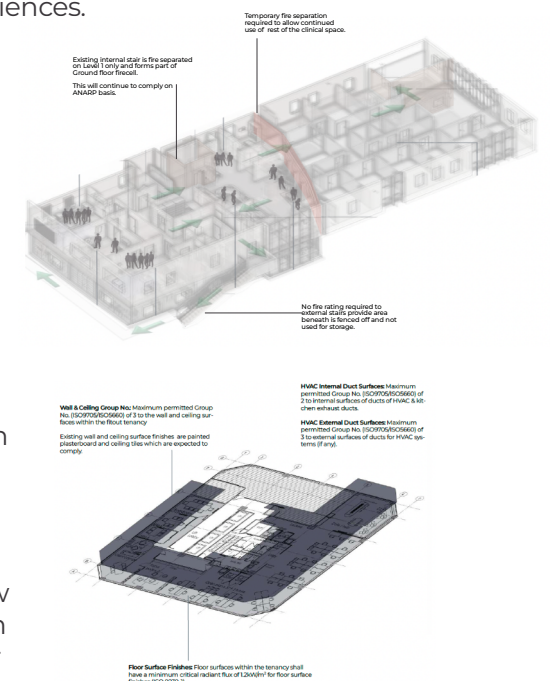 iences.
Temporary fire separation
required to allow continued
use of rest of the clinical space.
Existing internal stair is fire separated
on Level 1 only and forms part of
Ground floor firecell.
This will continue to comply on
ANARP basis.
No fire rating required to
external stairs provide area
beneath is fenced off and not
used for storage.
HVAC Internal Duct Surfaces: Maximum
permitted Group No. (ISO9705/ISO5660) of
2 to internal surfaces of ducts of HVAC & kit-
chen exhaust ducts.
HVAC External Duct Surfaces: Maximum
permitted Group No. (ISO9705/ISO5660) of
3 to external surfaces of ducts for HVAC sys-
tems (if any).
Wall & Ceiling Group No.: Maximum permitted Group
No. (ISO9705/ISO5660) of 3 to the wall and ceiling sur-
faces within the fitout tenancy
Existing wall and ceiling surface finishes are painted
plasterboard and ceiling tiles which are expected to
comply
Floor Surface Finishes: Floor surfaces within the tenancy shall
have a minimum critical radiant flux of 1.2kW/m² for floor surface